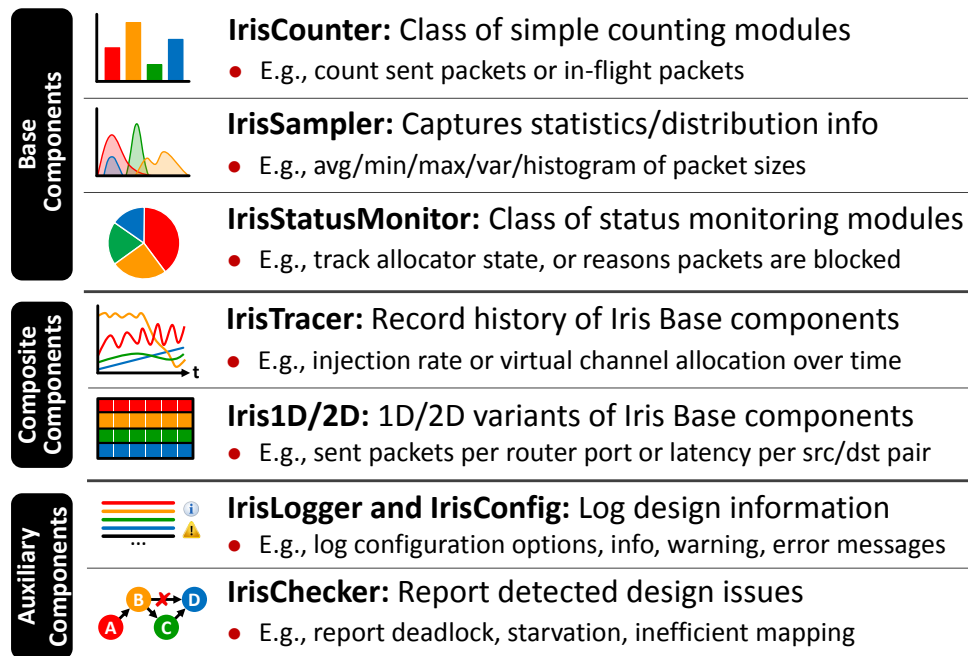 Base
Components
IrisCounter: Class of simple counting modules
• E.g., count sent packets or in-flight packets
IrisSampler: Captures statistics/distribution info
• E.g., avg/min/max/var/histogram of packet sizes
IrisStatusMonitor: Class of status monitoring modules
• E.g., track allocator state, or reasons packets are blocked
Composite
Components
t
IrisTracer: Record history of Iris Base components
• E.g., injection rate or virtual channel allocation over time
Iris1D/2D: 1D/2D variants of Iris Base components
• E.g., sent packets per router port or latency per src/dst pair
Auxiliary
Components
i
!
...
IrisLogger and IrisConfig: Log design information
• E.g., log configuration options, info, warning, error messages
A
B
C
D
IrisChecker: Report detected design issues
• E.g., report deadlock, starvation, inefficient mapping